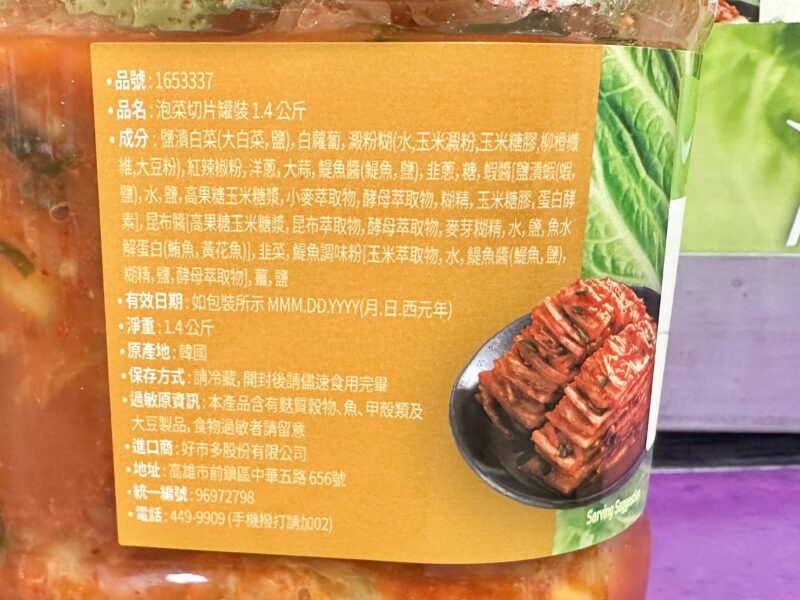 •品號:1653337
•品名:泡菜切片罐裝 1.4 公斤
•成分:鹽漬白菜(大白菜, 鹽), 白蘿蔔, 澱粉糊(水,玉米澱粉,玉米糖膠,柳橙纖
維,大豆粉), 紅辣椒粉, 洋蔥, 大蒜, 鯷魚醬(鯷魚, 鹽), 韭蔥, 糖, 蝦醬[鹽漬蝦(蝦,
鹽), 水, 鹽, 高果糖玉米糖漿, 小麥萃取物, 酵母萃取物, 糊精, 玉米糖膠, 蛋白酵
素], 昆布醬[高果糖玉米糖漿, 昆布萃取物, 酵母萃取物, 麥芽糊精, 水, 鹽, 魚水
解蛋白(鮪魚, 黃花魚)], 韭菜, 鯷魚調味粉[玉米萃取物, 水, 鯷魚醬(鯷魚, 鹽),
糊精, 鹽, 酵母萃取物], 薑, 鹽
•有效日期:如包裝所示 MMM.DD.YYYY(月.日.西元年)
•淨重:1.4 公斤
•原產地:韓國
•保存方式:請冷藏, 開封後請儘速食用完畢
•過敏原資訊:本產品含有麩質穀物、魚、甲殼類及
大豆製品, 食物過敏者請留意
•進口商:好市多股份有限公司
•地址:高雄市前鎮區中華五路 656號
•統一編號:96972798
•電話:449-9909 (手機撥打請加02)
Serving Suggestion